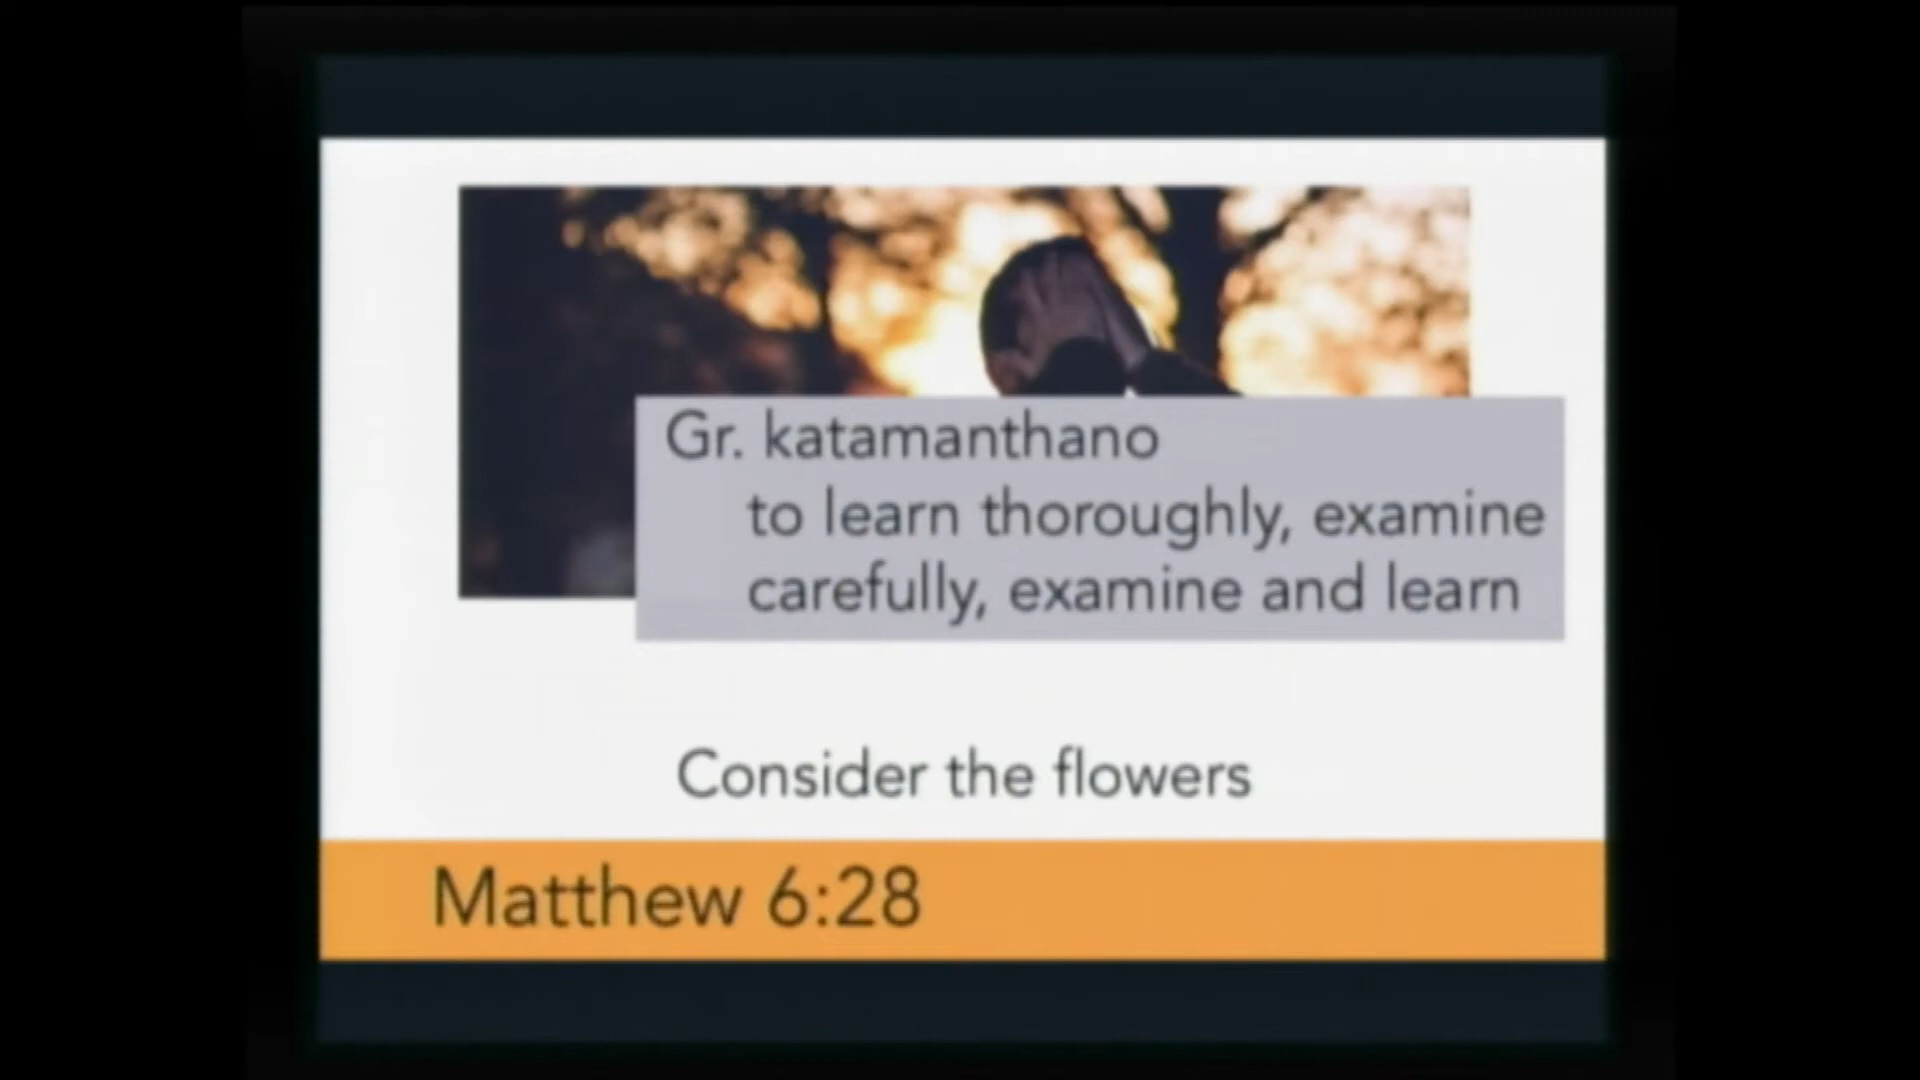 Gr. katamanthano
to learn thoroughly, examine
carefully, examine and learn
Consider the flowers
Matthew 6:28